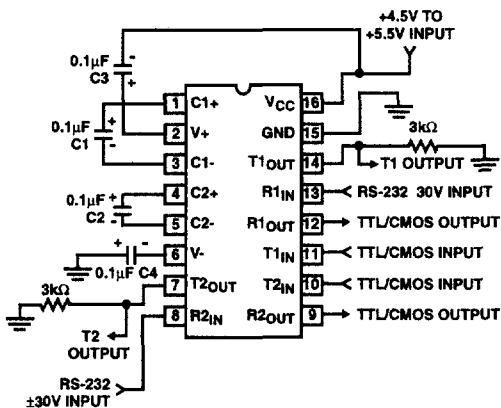 +4.5V TO
+5.5V INPUT
0.1µF - C3 +
0.1µF + C1 -
0.1µF + C2 -
+ - 0.1µF C4
1 C1+
2 V+
3 C1-
4 C2+
5 C2-
6 V-
7 T2OUT
8 R2IN
VCC 16
GND 15
T1OUT 14
R1IN 13
R1OUT 12
T1IN 11
T2IN 10
R2OUT 9
3kΩ
T1 OUTPUT
RS-232 30V INPUT
TTL/CMOS OUTPUT
TTL/CMOS INPUT
TTL/CMOS INPUT
TTL/CMOS OUTPUT
3kΩ
T2
OUTPUT
RS-232
±30V INPUT